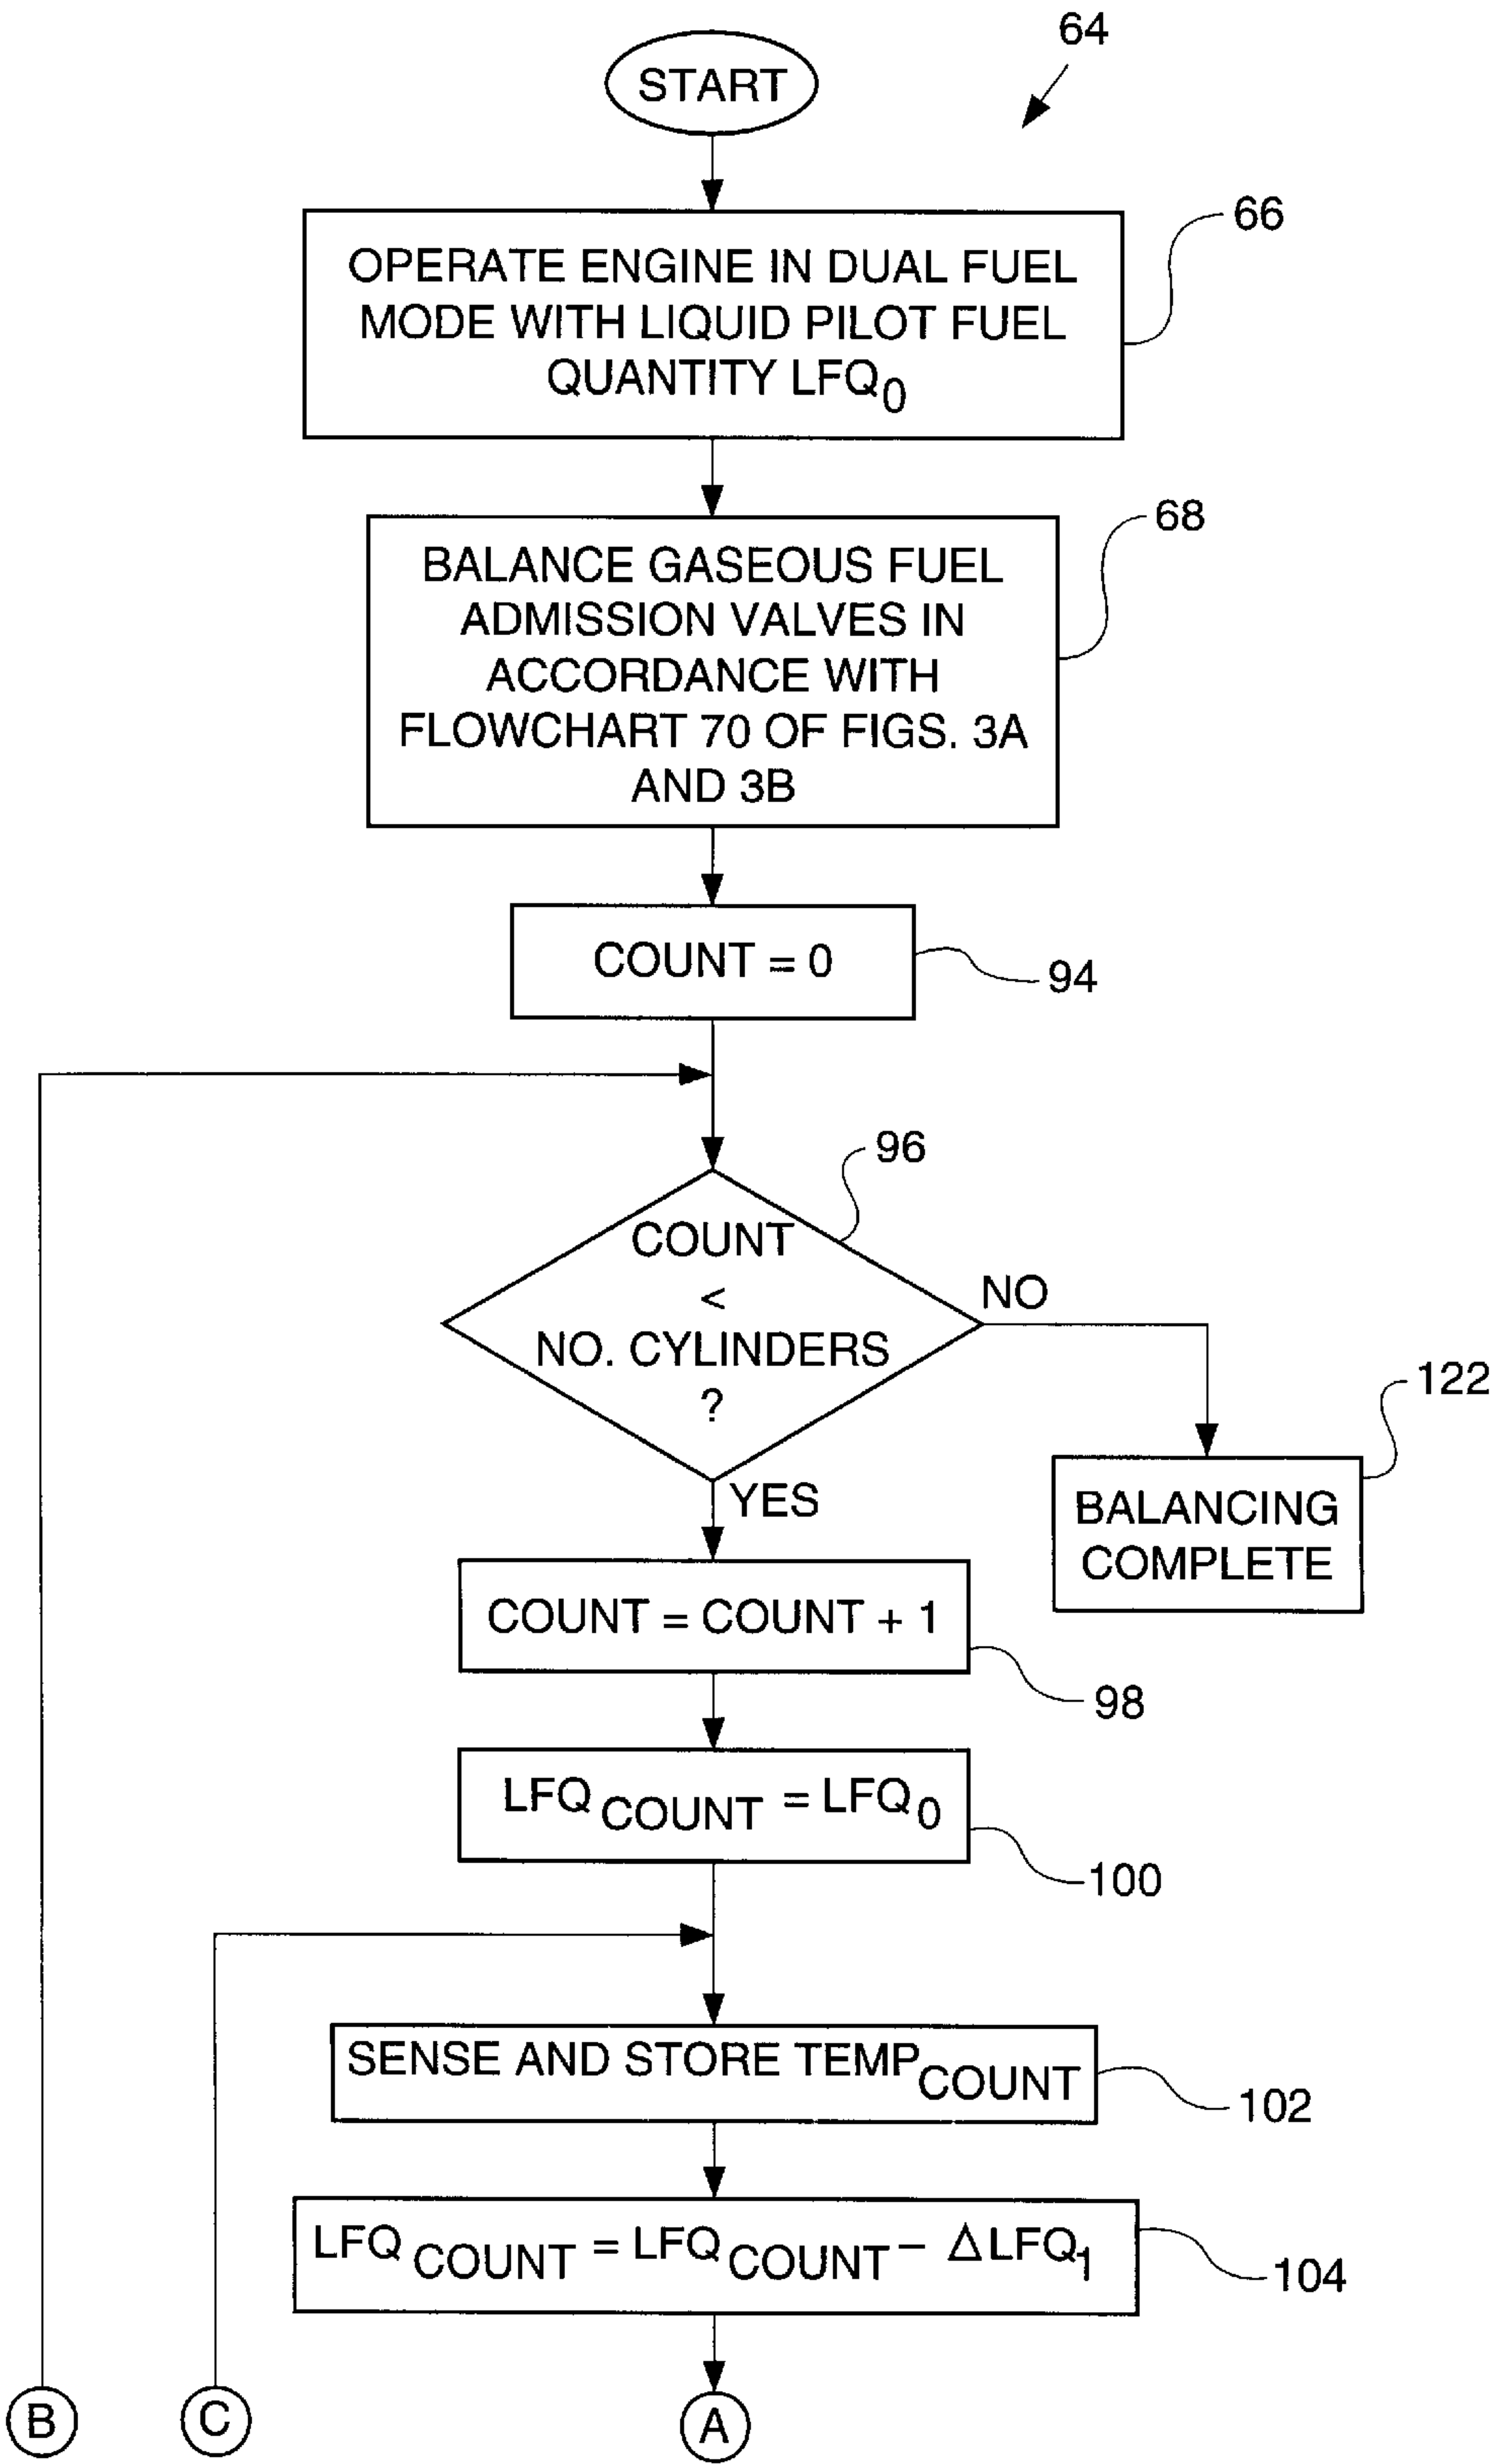 64
START
66
OPERATE ENGINE IN DUAL FUEL
MODE WITH LIQUID PILOT FUEL
QUANTITY LFQ0
68
BALANCE GASEOUS FUEL
ADMISSION VALVES IN
ACCORDANCE WITH
FLOWCHART 70 OF FIGS. 3A
AND 3B
COUNT = 0
94
96
COUNT
<
NO. CYLINDERS
?
NO
122
YES
BALANCING
COMPLETE
COUNT = COUNT + 1
98
LFQ COUNT = LFQ0
100
SENSE AND STORE TEMPCOUNT
102
LFQ COUNT = LFQ COUNT - ΔLFQ1
104
B
C
A